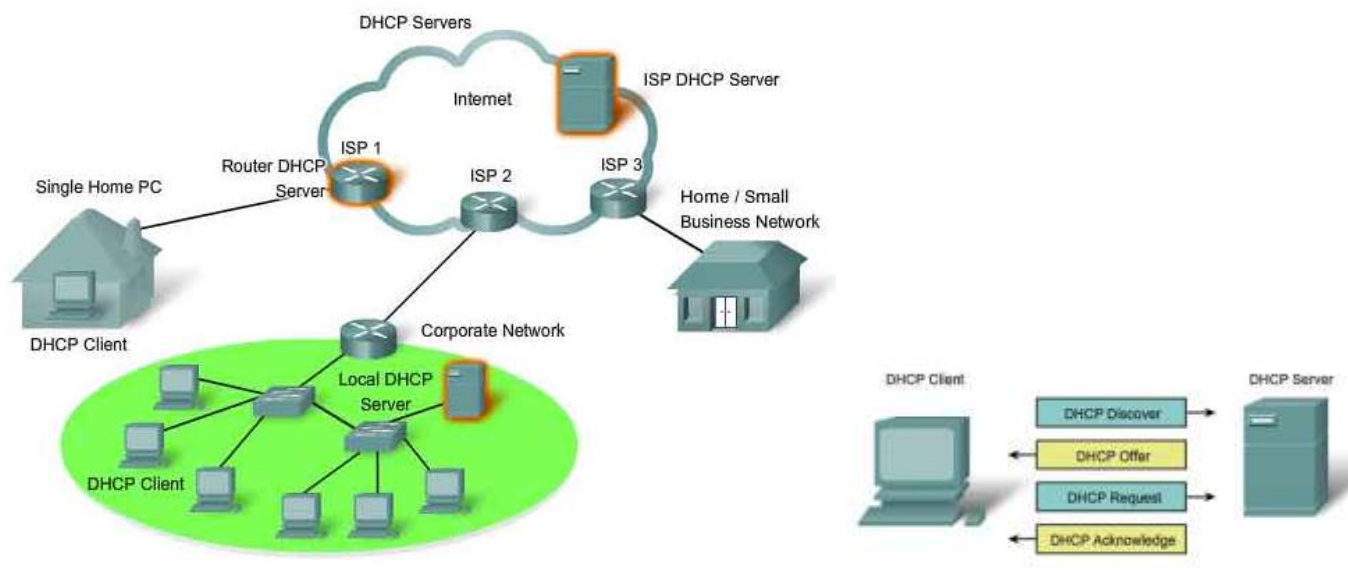 DHCP Servers
ISP DHCP Server
Internet
ISP 1
Router DHCP
Server
ISP 2
ISP 3
Single Home PC
Home / Small
Business Network
DHCP Client
Corporate Network
Local DHCP
Server
DHCP Client
DHCP Client
DHCP Server
DHCP Discover
DHCP Offer
DHCP Request
DHCP Acknowledge